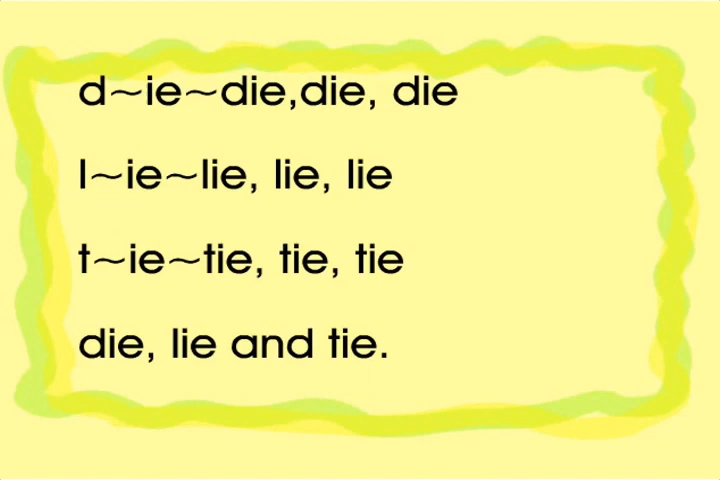 d~ie~die,die, die
l~ie~lie, lie, lie
t~ie~tie, tie, tie
die, lie and tie.